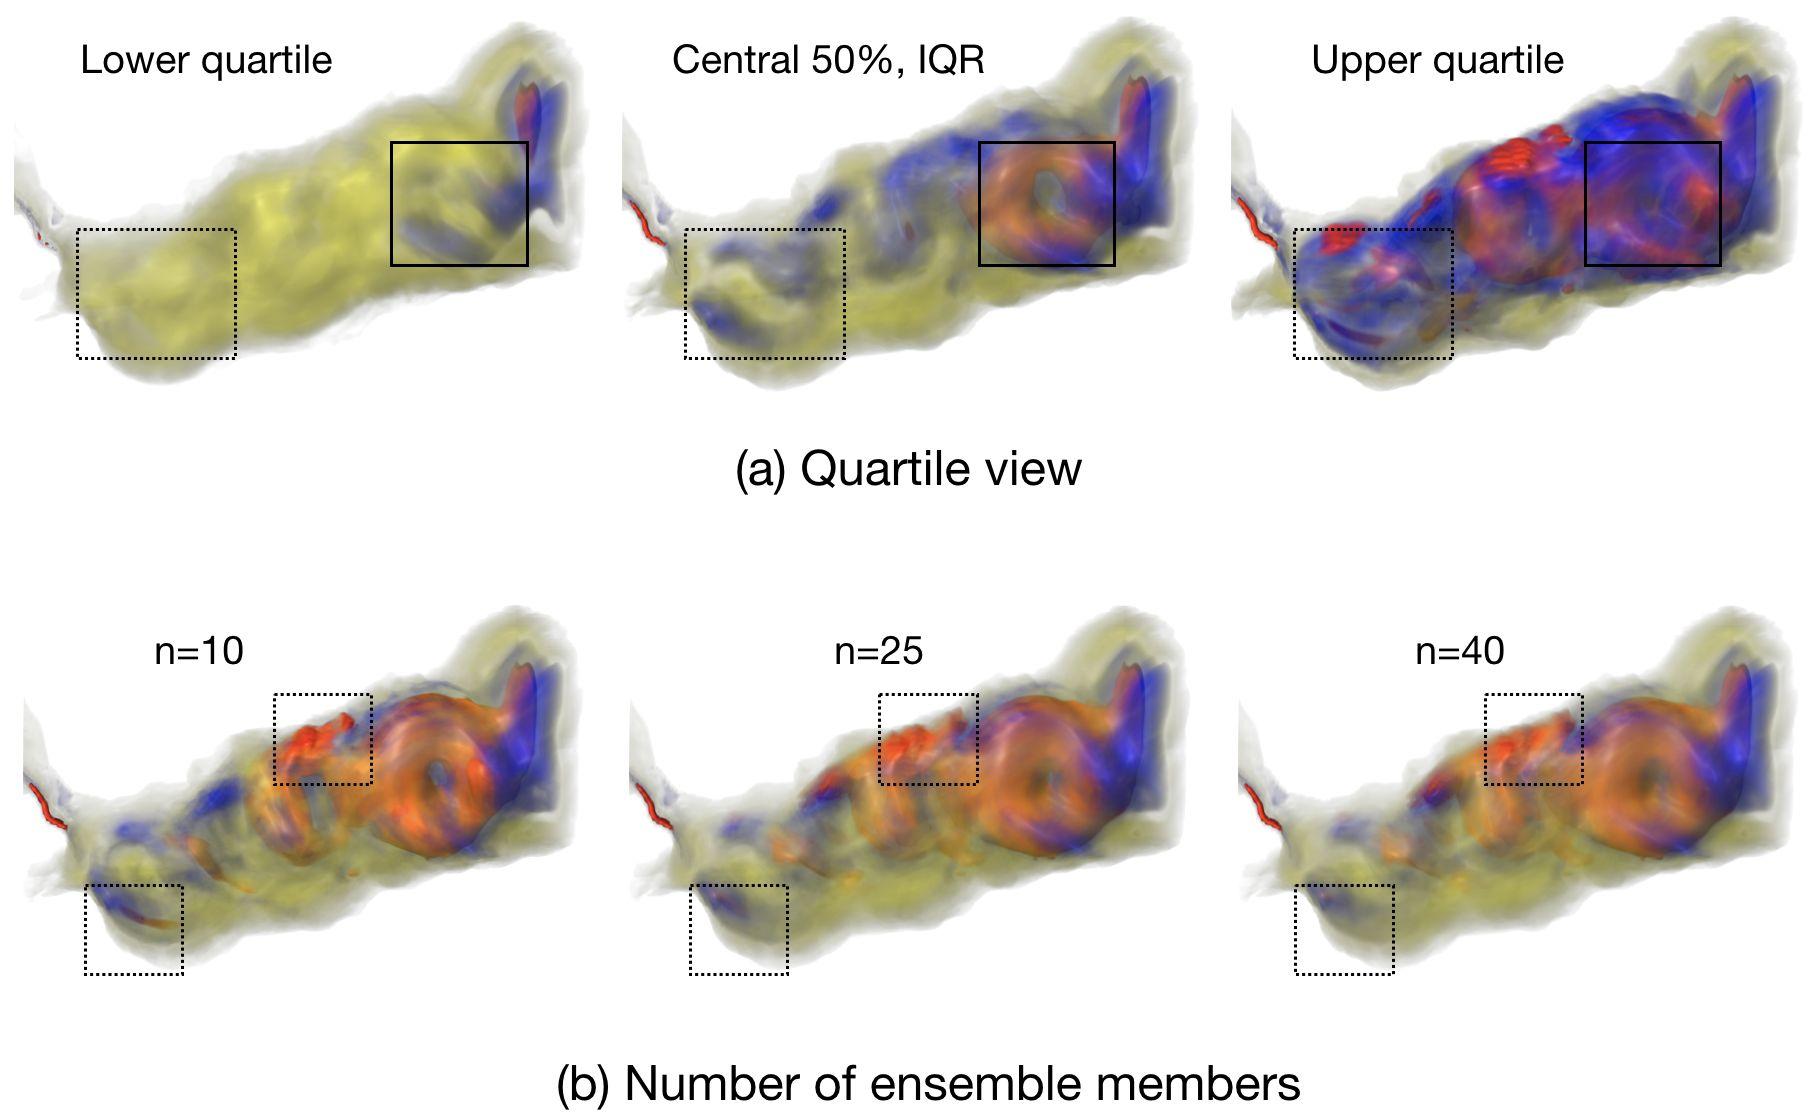 Lower quartile
Central 50%, IQR
Upper quartile
(a) Quartile view
n=10
n=25
n=40
(b) Number of ensemble members